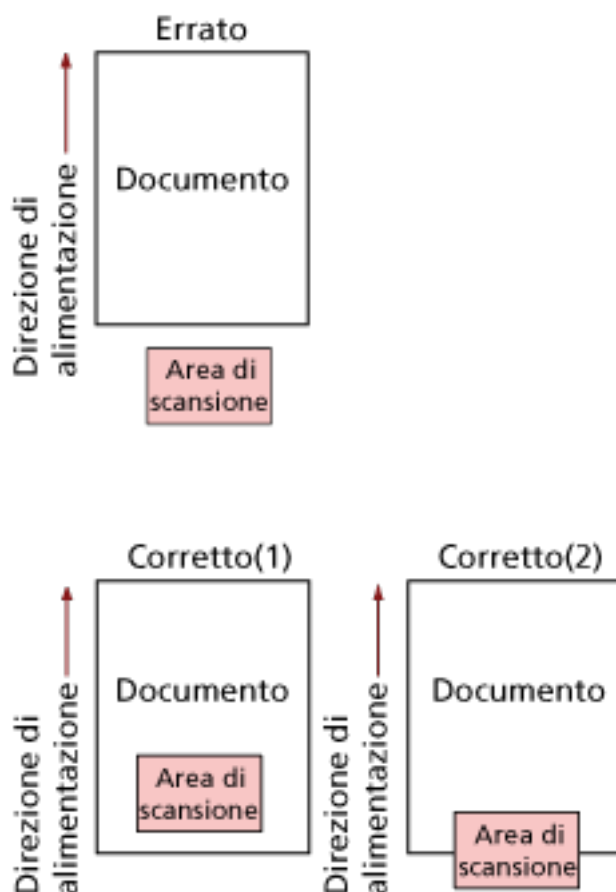 Errato
Documento
Direzione di
alimentazione
Area di
scansione
Corretto(1)
Documento
Direzione di
alimentazione
Area di
scansione
Corretto(2)
Documento
Direzione di
alimentazione
Area di
scansione